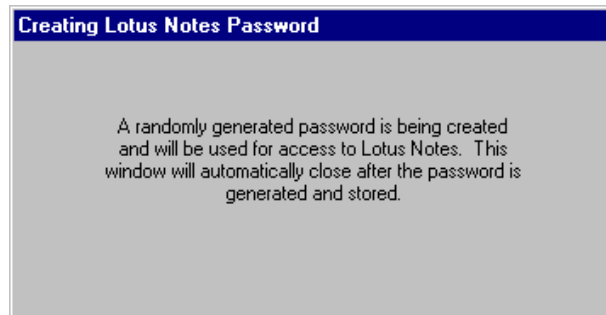 Creating Lotus Notes Password
A randomly generated password is being created
and will be used for access to Lotus Notes.  This
window will automatically close after the password is
generated and stored.